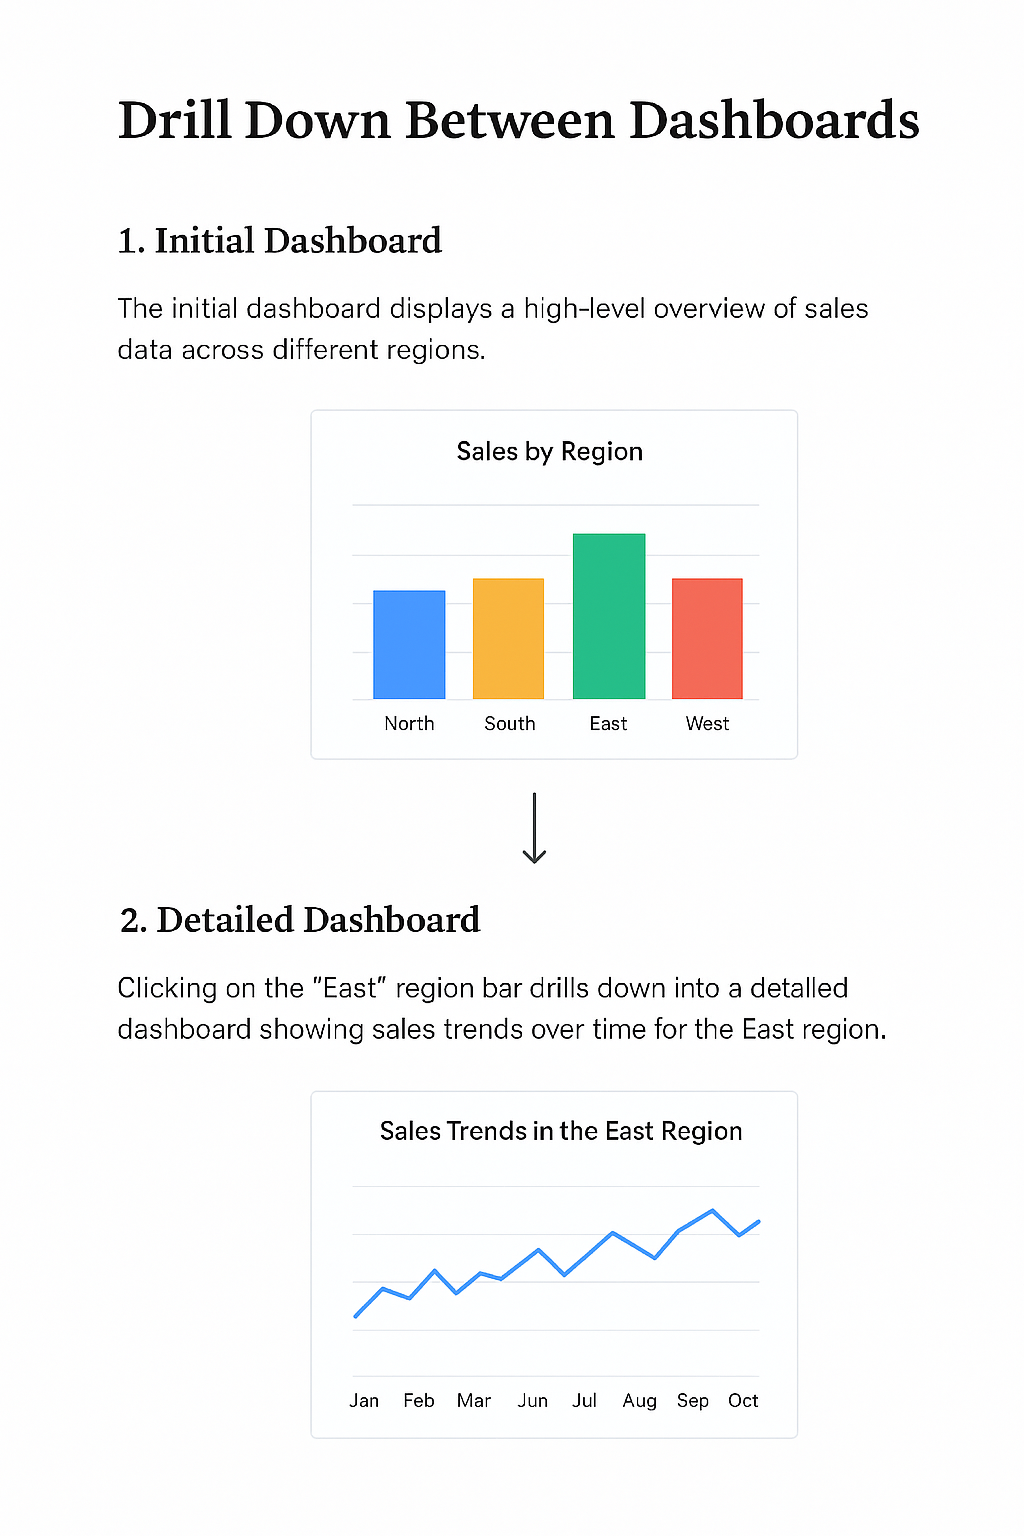 Drill Down Between Dashboards
1. Initial Dashboard
The initial dashboard displays a high-level overview of sales
data across different regions.
Sales by Region
North South East West
2. Detailed Dashboard
Clicking on the "East" region bar drills down into a detailed
dashboard showing sales trends over time for the East region.
Sales Trends in the East Region
Jan Feb Mar Jun Jul Aug Sep Oct